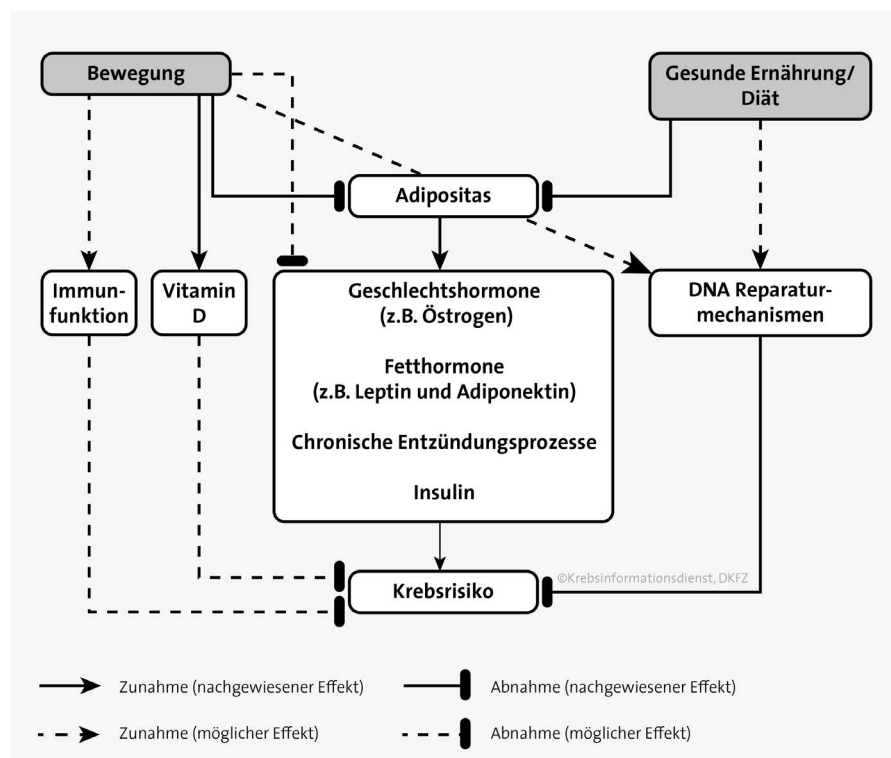 Bewegung
Gesunde Ernährung/
Diät
Adipositas
Immun-
funktion
Vitamin
D
Geschlechtshormone
(z.B. Östrogen)
Fetthormone
(z.B. Leptin und Adiponektin)
Chronische Entzündungsprozesse
Insulin
DNA Reparatur-
mechanismen
©Krebsinformationsdienst, DKFZ
Krebsrisiko
Zunahme (nachgewiesener Effekt)
Abnahme (nachgewiesener Effekt)
Zunahme (möglicher Effekt)
Abnahme (möglicher Effekt)